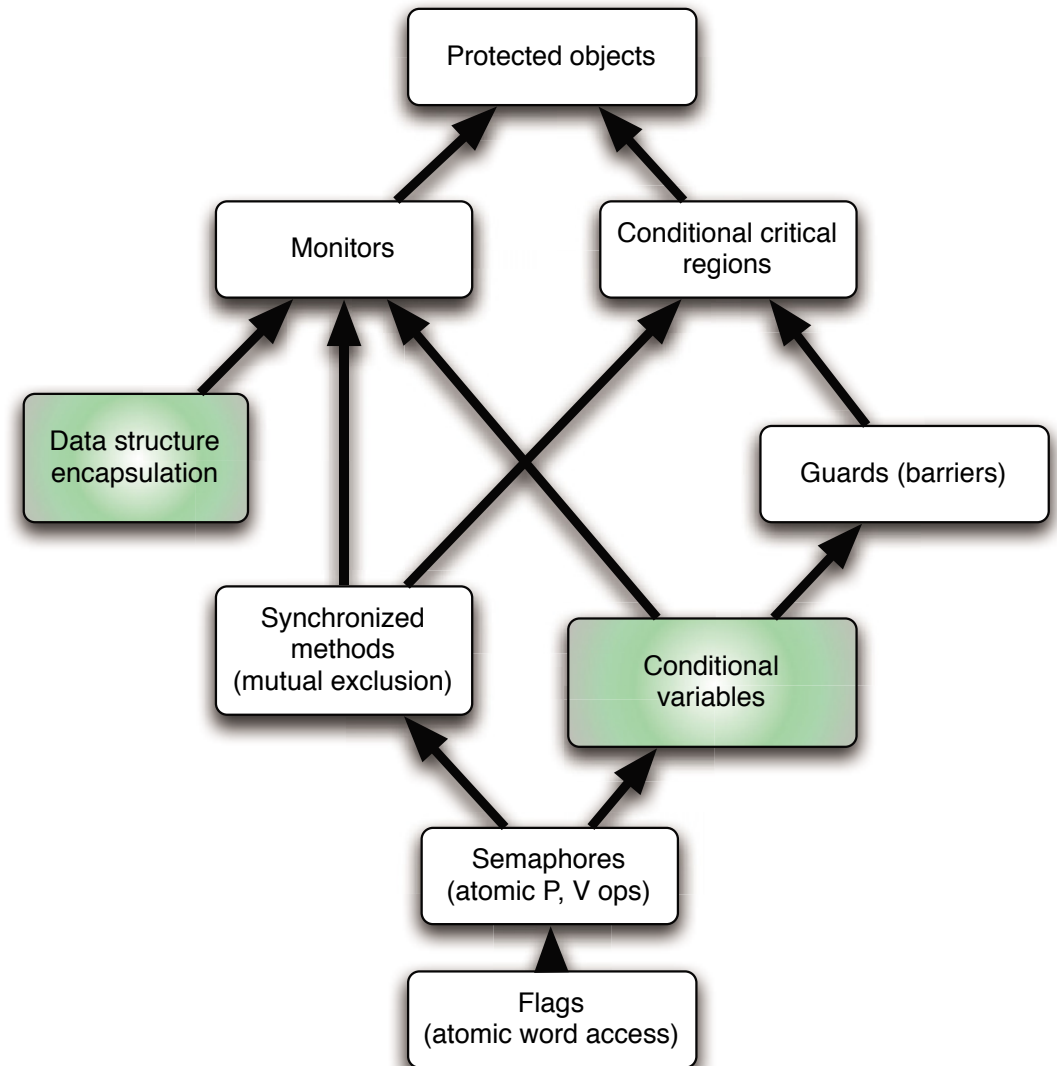 Protected objects
Monitors
Conditional critical
regions
Data structure
encapsulation
Guards (barriers)
Synchronized
methods
(mutual exclusion)
Conditional
variables
Semaphores
(atomic P, V ops)
Flags
(atomic word access)